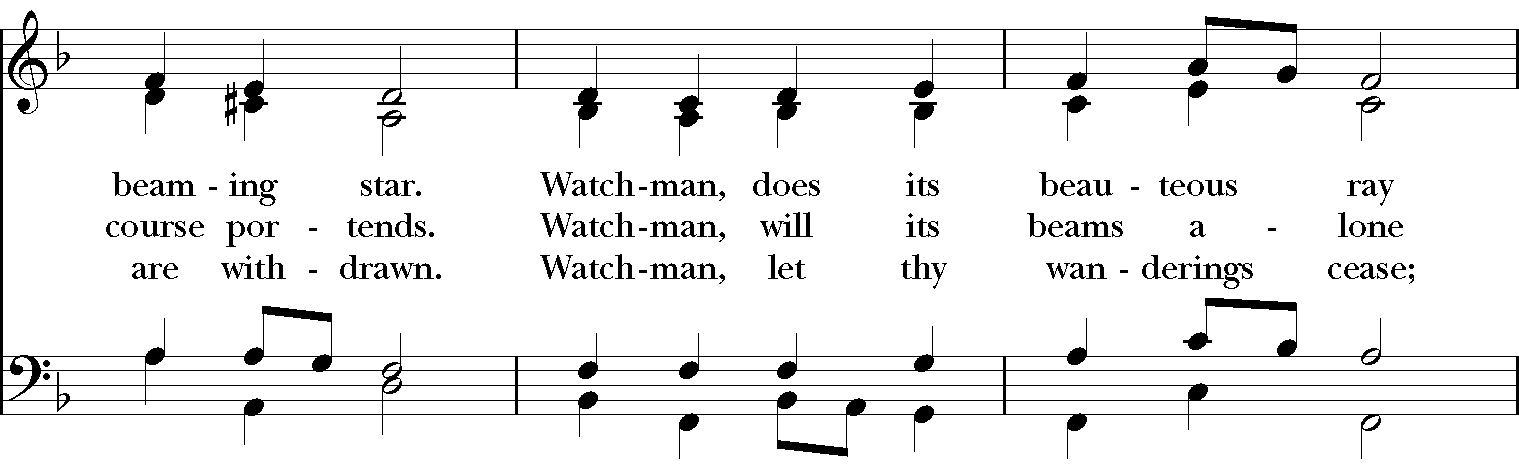 beam - ing star. Watch-man, does its beau - teous ray
course por - tends. Watch-man, will its beams a - lone
are with - drawn. Watch-man, let thy wan - derings cease;